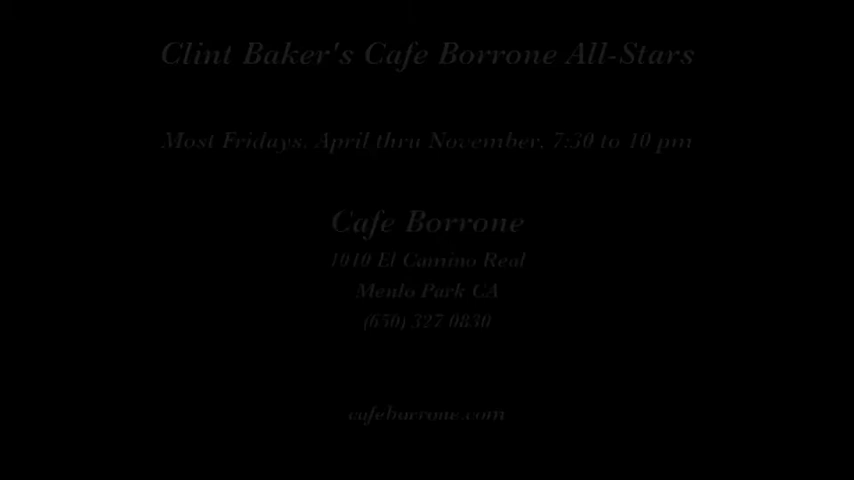 Clint Baker's Cafe Borrone All-Stars
Most Fridays, April thru November, 7:30 to 10 pm
Cafe Borrone
1010 El Camino Real
Menlo Park CA
(650) 327 0830
cafeborrone.com